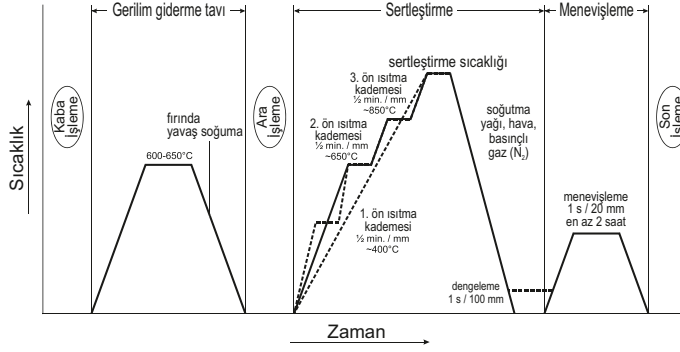 Gerilim giderme tavı
Sertleştirme
Menevişleme
Sıcaklık
Kaba
İşleme
fırında
yavaş soğuma
600-650°C
Ara
İşleme
sertleştirme sıcaklığı
3. ön ısıtma
kademesi
½ min. / mm
~850°C
2. ön ısıtma
kademesi
½ min. / mm
~650°C
1. ön ısıtma
kademesi
½ min. / mm
~400°C
soğutma
yağı, hava,
basınçlı
gaz (N₂)
dengeleme
1 s / 100 mm
menevişleme
1 s / 20 mm
en az 2 saat
Son
İşleme
Zaman